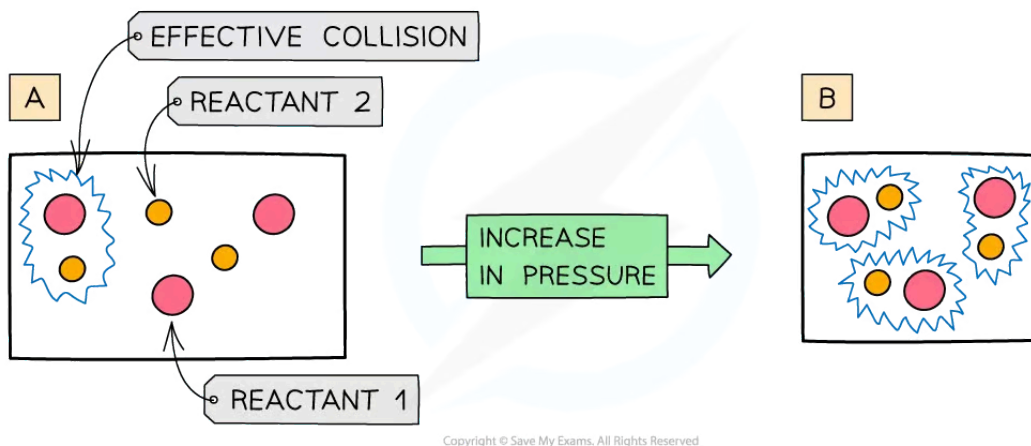 EFFECTIVE COLLISION
A
REACTANT 2
B
INCREASE
IN PRESSURE
REACTANT 1
Copyright © Save My Exams. All Rights Reserved